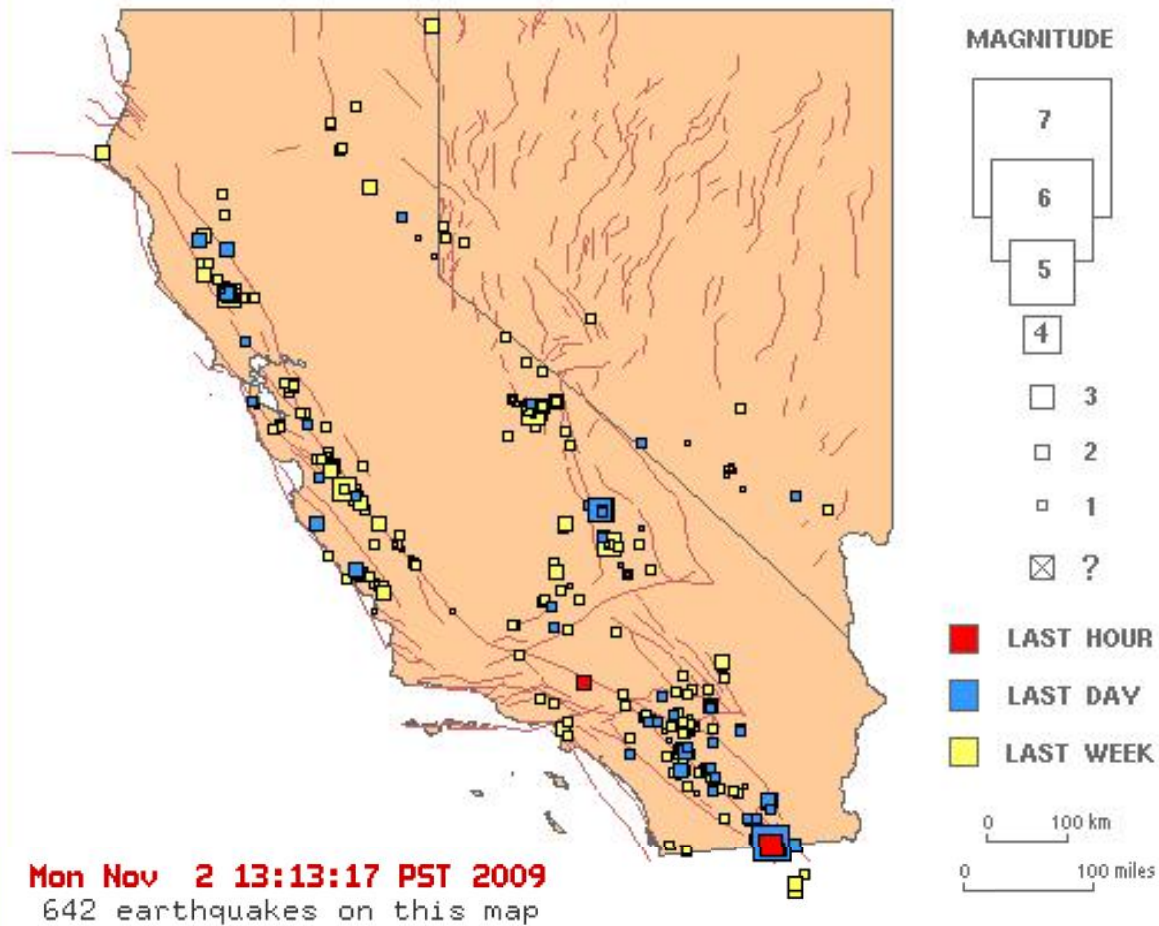 MAGNITUDE
7
6
5
4
3
2
1
?
LAST HOUR
LAST DAY
LAST WEEK
0 100 km
0 100 miles
Mon Nov 2 13:13:17 PST 2009
642 earthquakes on this map